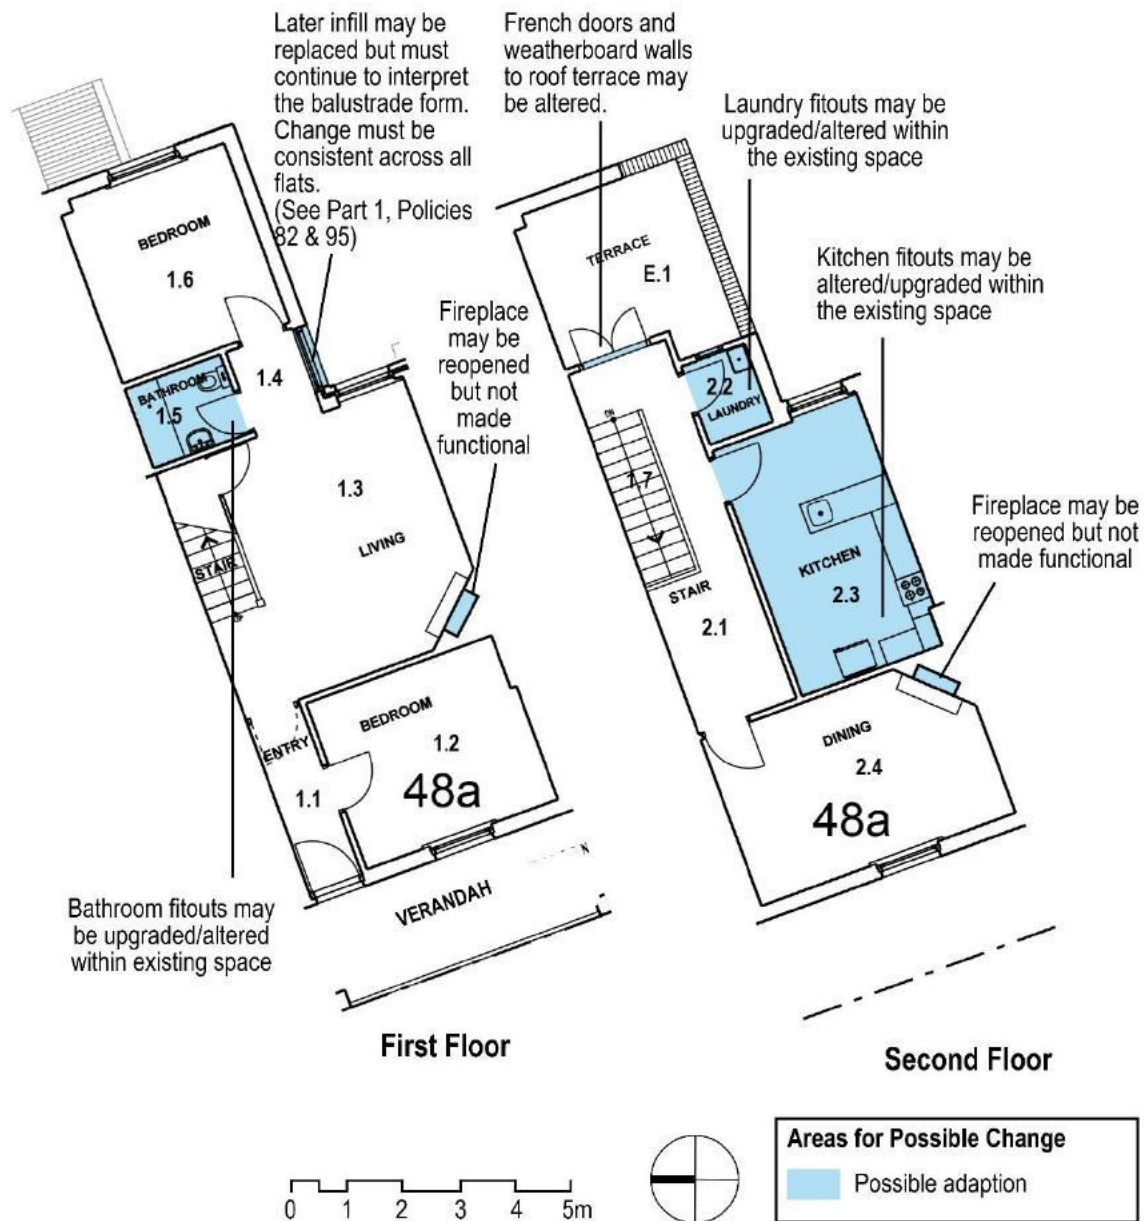 Later infill may be
replaced but must
continue to interpret
the balustrade form.
Change must be
consistent across all
flats.
(See Part 1, Policies
82 & 95)
French doors and
weatherboard walls
to roof terrace may
be altered.
Laundry fitouts may be
upgraded/altered within
the existing space
Kitchen fitouts may be
altered/upgraded within
the existing space
Fireplace
may be
reopened
but not
made
functional
Fireplace may be
reopened but not
made functional
Bathroom fitouts may
be upgraded/altered
within existing space
BEDROOM
1.6
1.4
BATHROOM
1.5
1.3
LIVING
STAIR
BEDROOM
1.2
48a
ENTRY
1.1
VERANDAH
First Floor
TERRACE
E.1
2.2
LAUNDRY
DN
1.7
KITCHEN
2.3
STAIR
2.1
DINING
2.4
48a
Second Floor
0 1 2 3 4 5m
Areas for Possible Change
Possible adaption